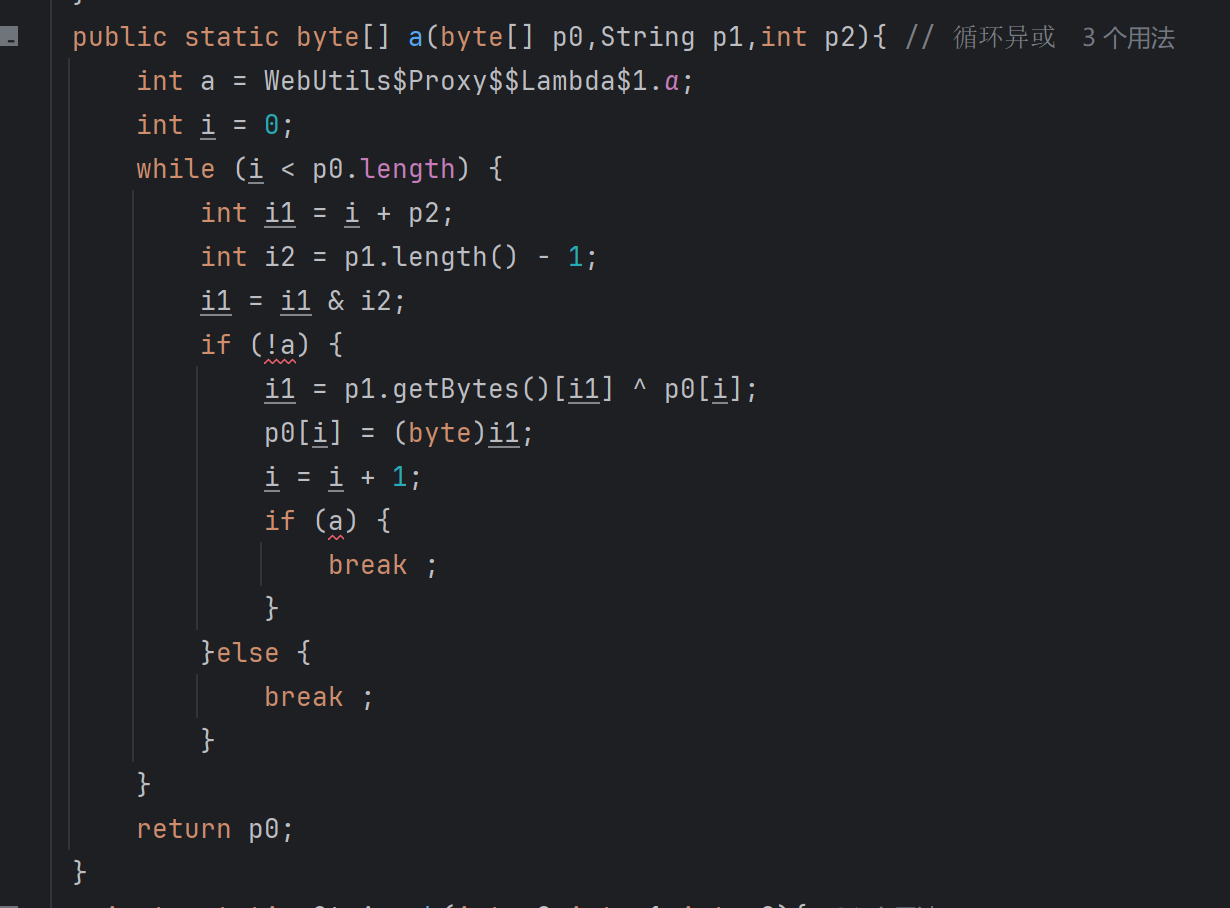 public static byte[] a(byte[] p0,String p1,int p2){ // 循环异或 3 个用法
int a = WebUtils$Proxy$$Lambda$1.a;
int i = 0;
while (i < p0.length) {
int i1 = i + p2;
int i2 = p1.length() - 1;
i1 = i1 & i2;
if (!a) {
i1 = p1.getBytes()[i1] ^ p0[i];
p0[i] = (byte)i1;
i = i + 1;
if (a) {
break ;
}
}else {
break ;
}
}
return p0;
}